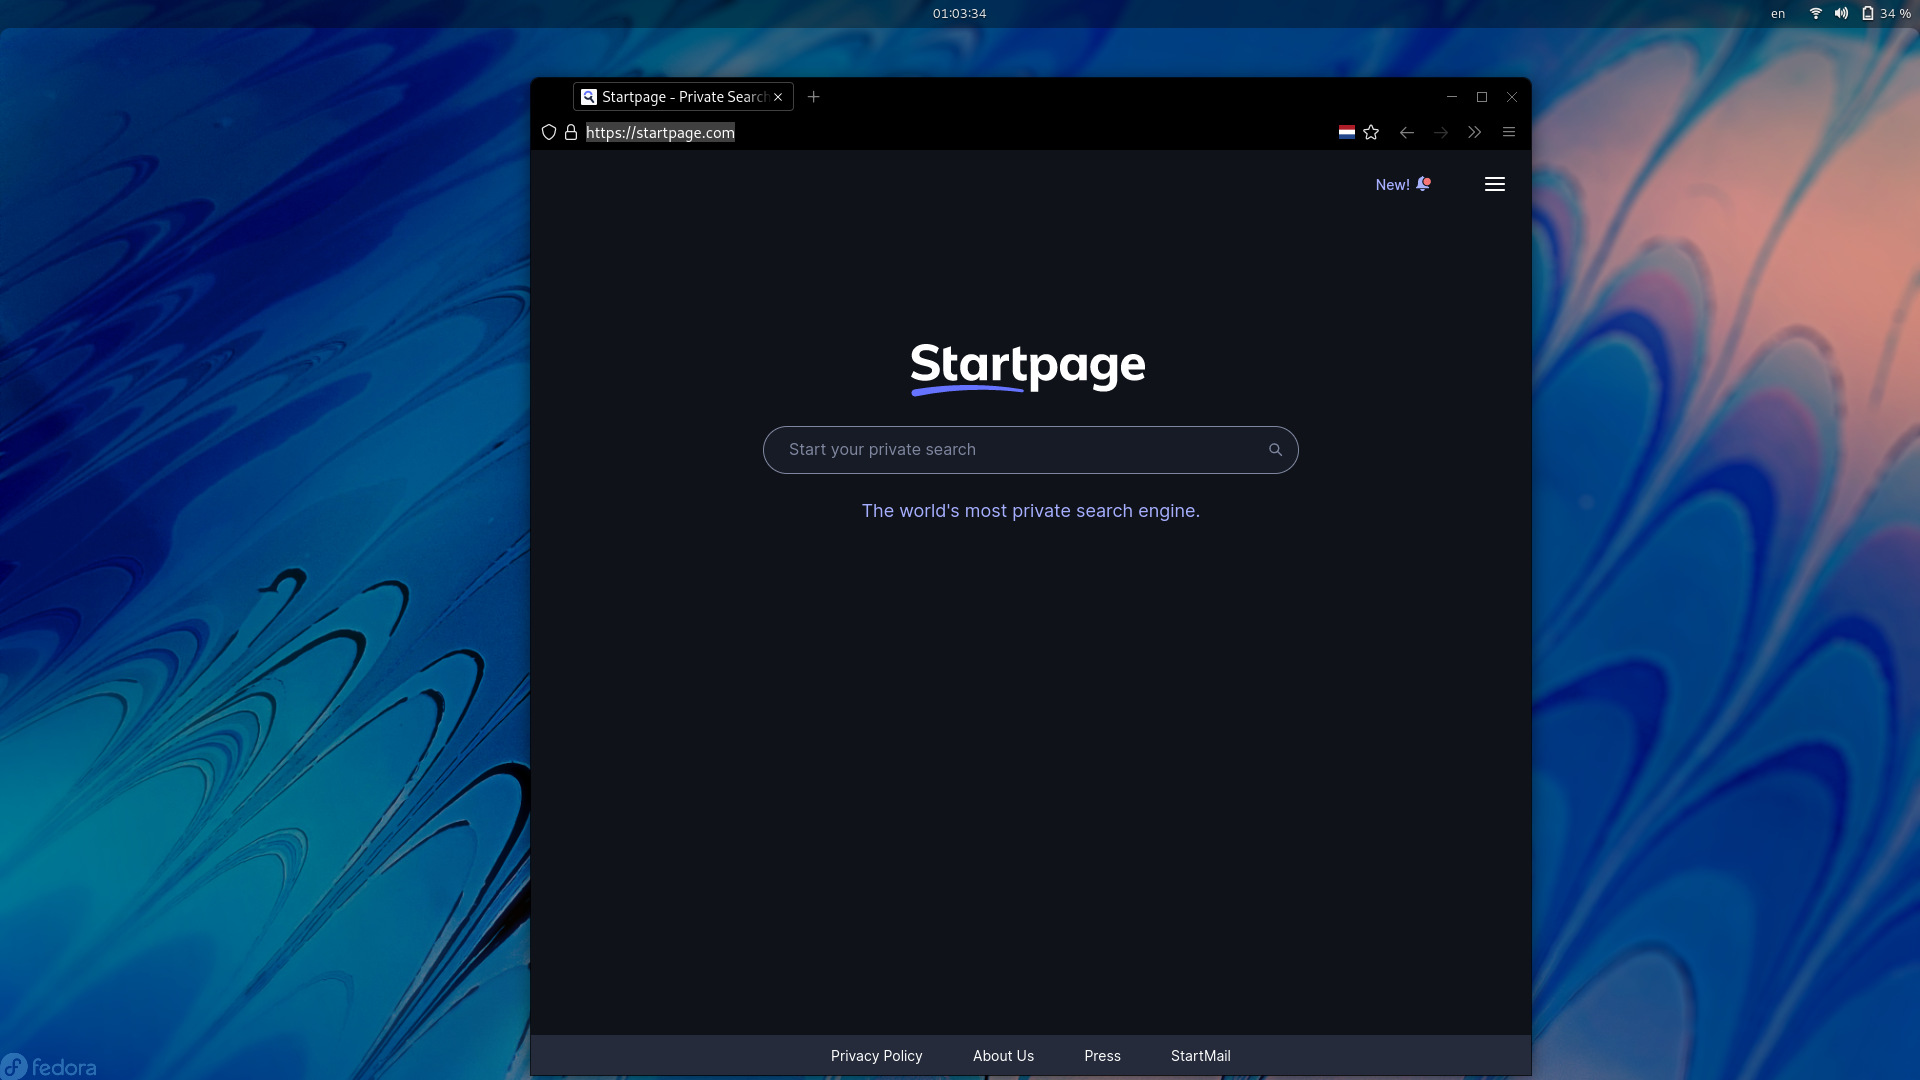 01:03:34
en
34 %
Startpage - Private Search
https://startpage.com
New!
Startpage
Start your private search
The world's most private search engine.
Privacy Policy
About Us
Press
StartMail
fedora